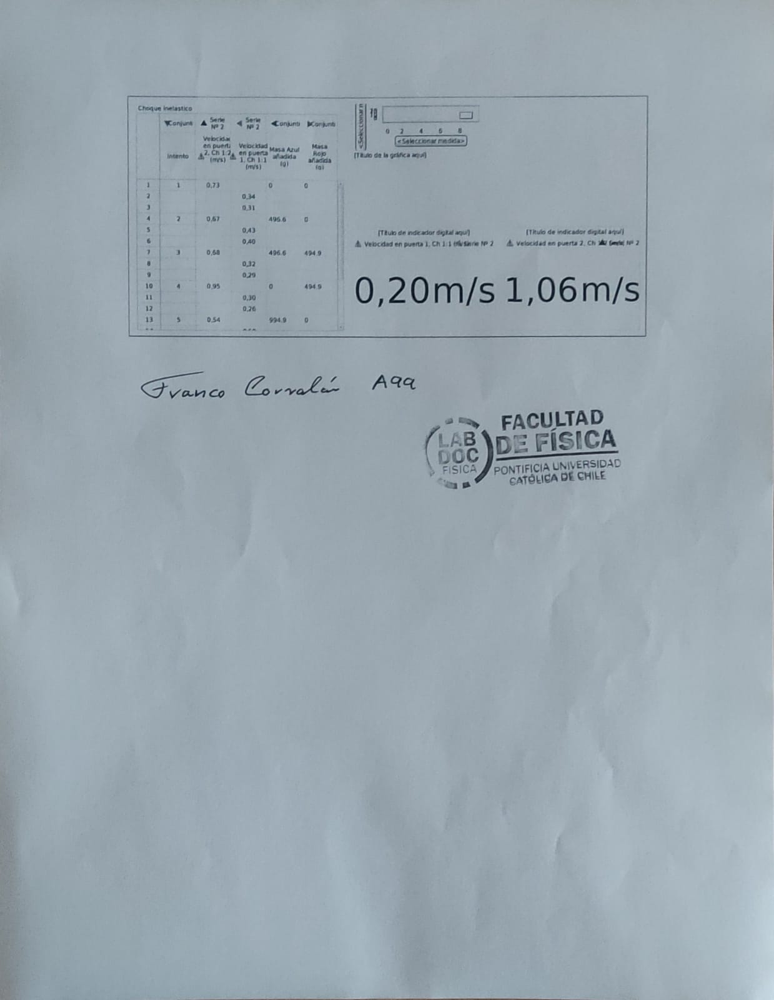 Choque inelastico
Conjunt Serie Nº 2 Serie Nº 2 Conjunti Conjunti
Intento Velocidad en puerta 2, Ch 1:2 (m/s) Velocidad en puerta 1, Ch 1:1 (m/s) Masa Azul añadida (g) Masa Rojo añadida (g)
1 1 0,73 0 0
2 0,34
3 0,31
4 2 0,67 496.6 0
5 0,43
6 0,40
7 3 0,68 496.6 494.9
8 0,32
9 0,29
10 4 0,95 0 494.9
11 0,30
12 0,26
13 5 0,54 994.9 0
<Seleccionar m
10
0 2 4 6 8
<Seleccionar medida>
[Título de la gráfica aquí]
[Título de indicador digital aquí]
Velocidad en puerta 1, Ch 1:1 Serie Nº 2
0,20m/s
[Título de indicador digital aquí]
Velocidad en puerta 2, Ch Nº 2
1,06m/s
Franco Corralán A99
LAB
DOC
FISICA
FACULTAD
DE FÍSICA
PONTIFICIA UNIVERSIDAD
CATÓLICA DE CHILE